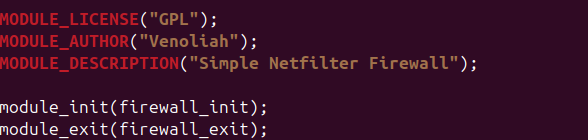 MODULE_LICENSE("GPL");
MODULE_AUTHOR("Venoliah");
MODULE_DESCRIPTION("Simple Netfilter Firewall");
module_init(firewall_init);
module_exit(firewall_exit);